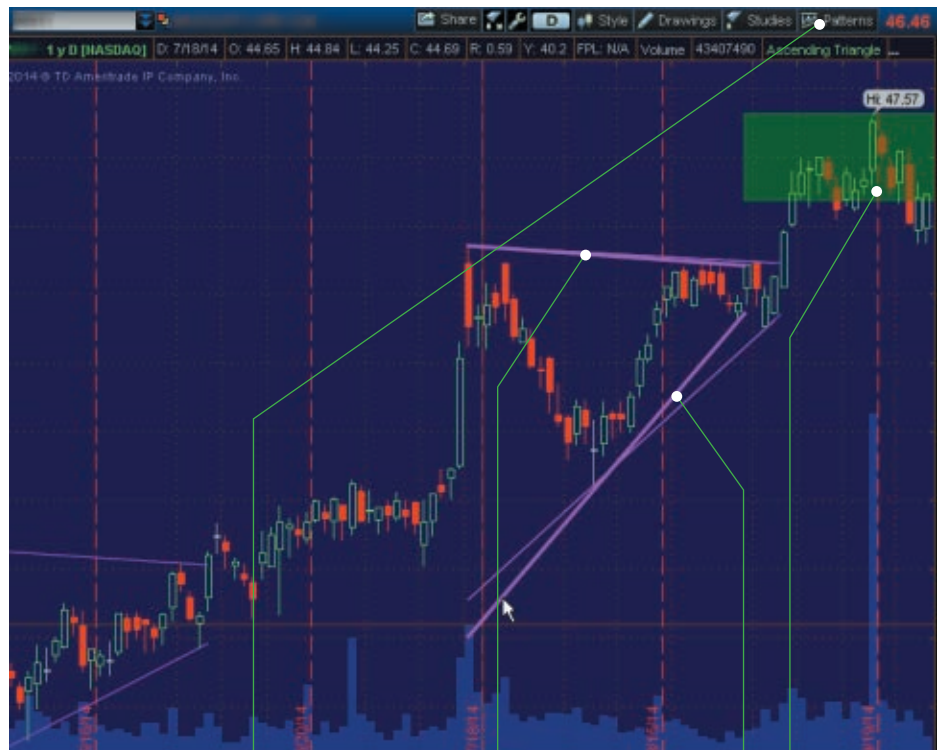 Share D Style Drawings Studies Patterns 46.46
1 y D [NASDAQ] D: 7/18/14 O: 44.65 H: 44.84 L: 44.25 C: 44.69 R: 0.59 Y: 40.2 FPL: N/A Volume 43407490 Ascending Triangle ...
2014 © TD Ameritrade IP Company, Inc.
Hi: 47.57